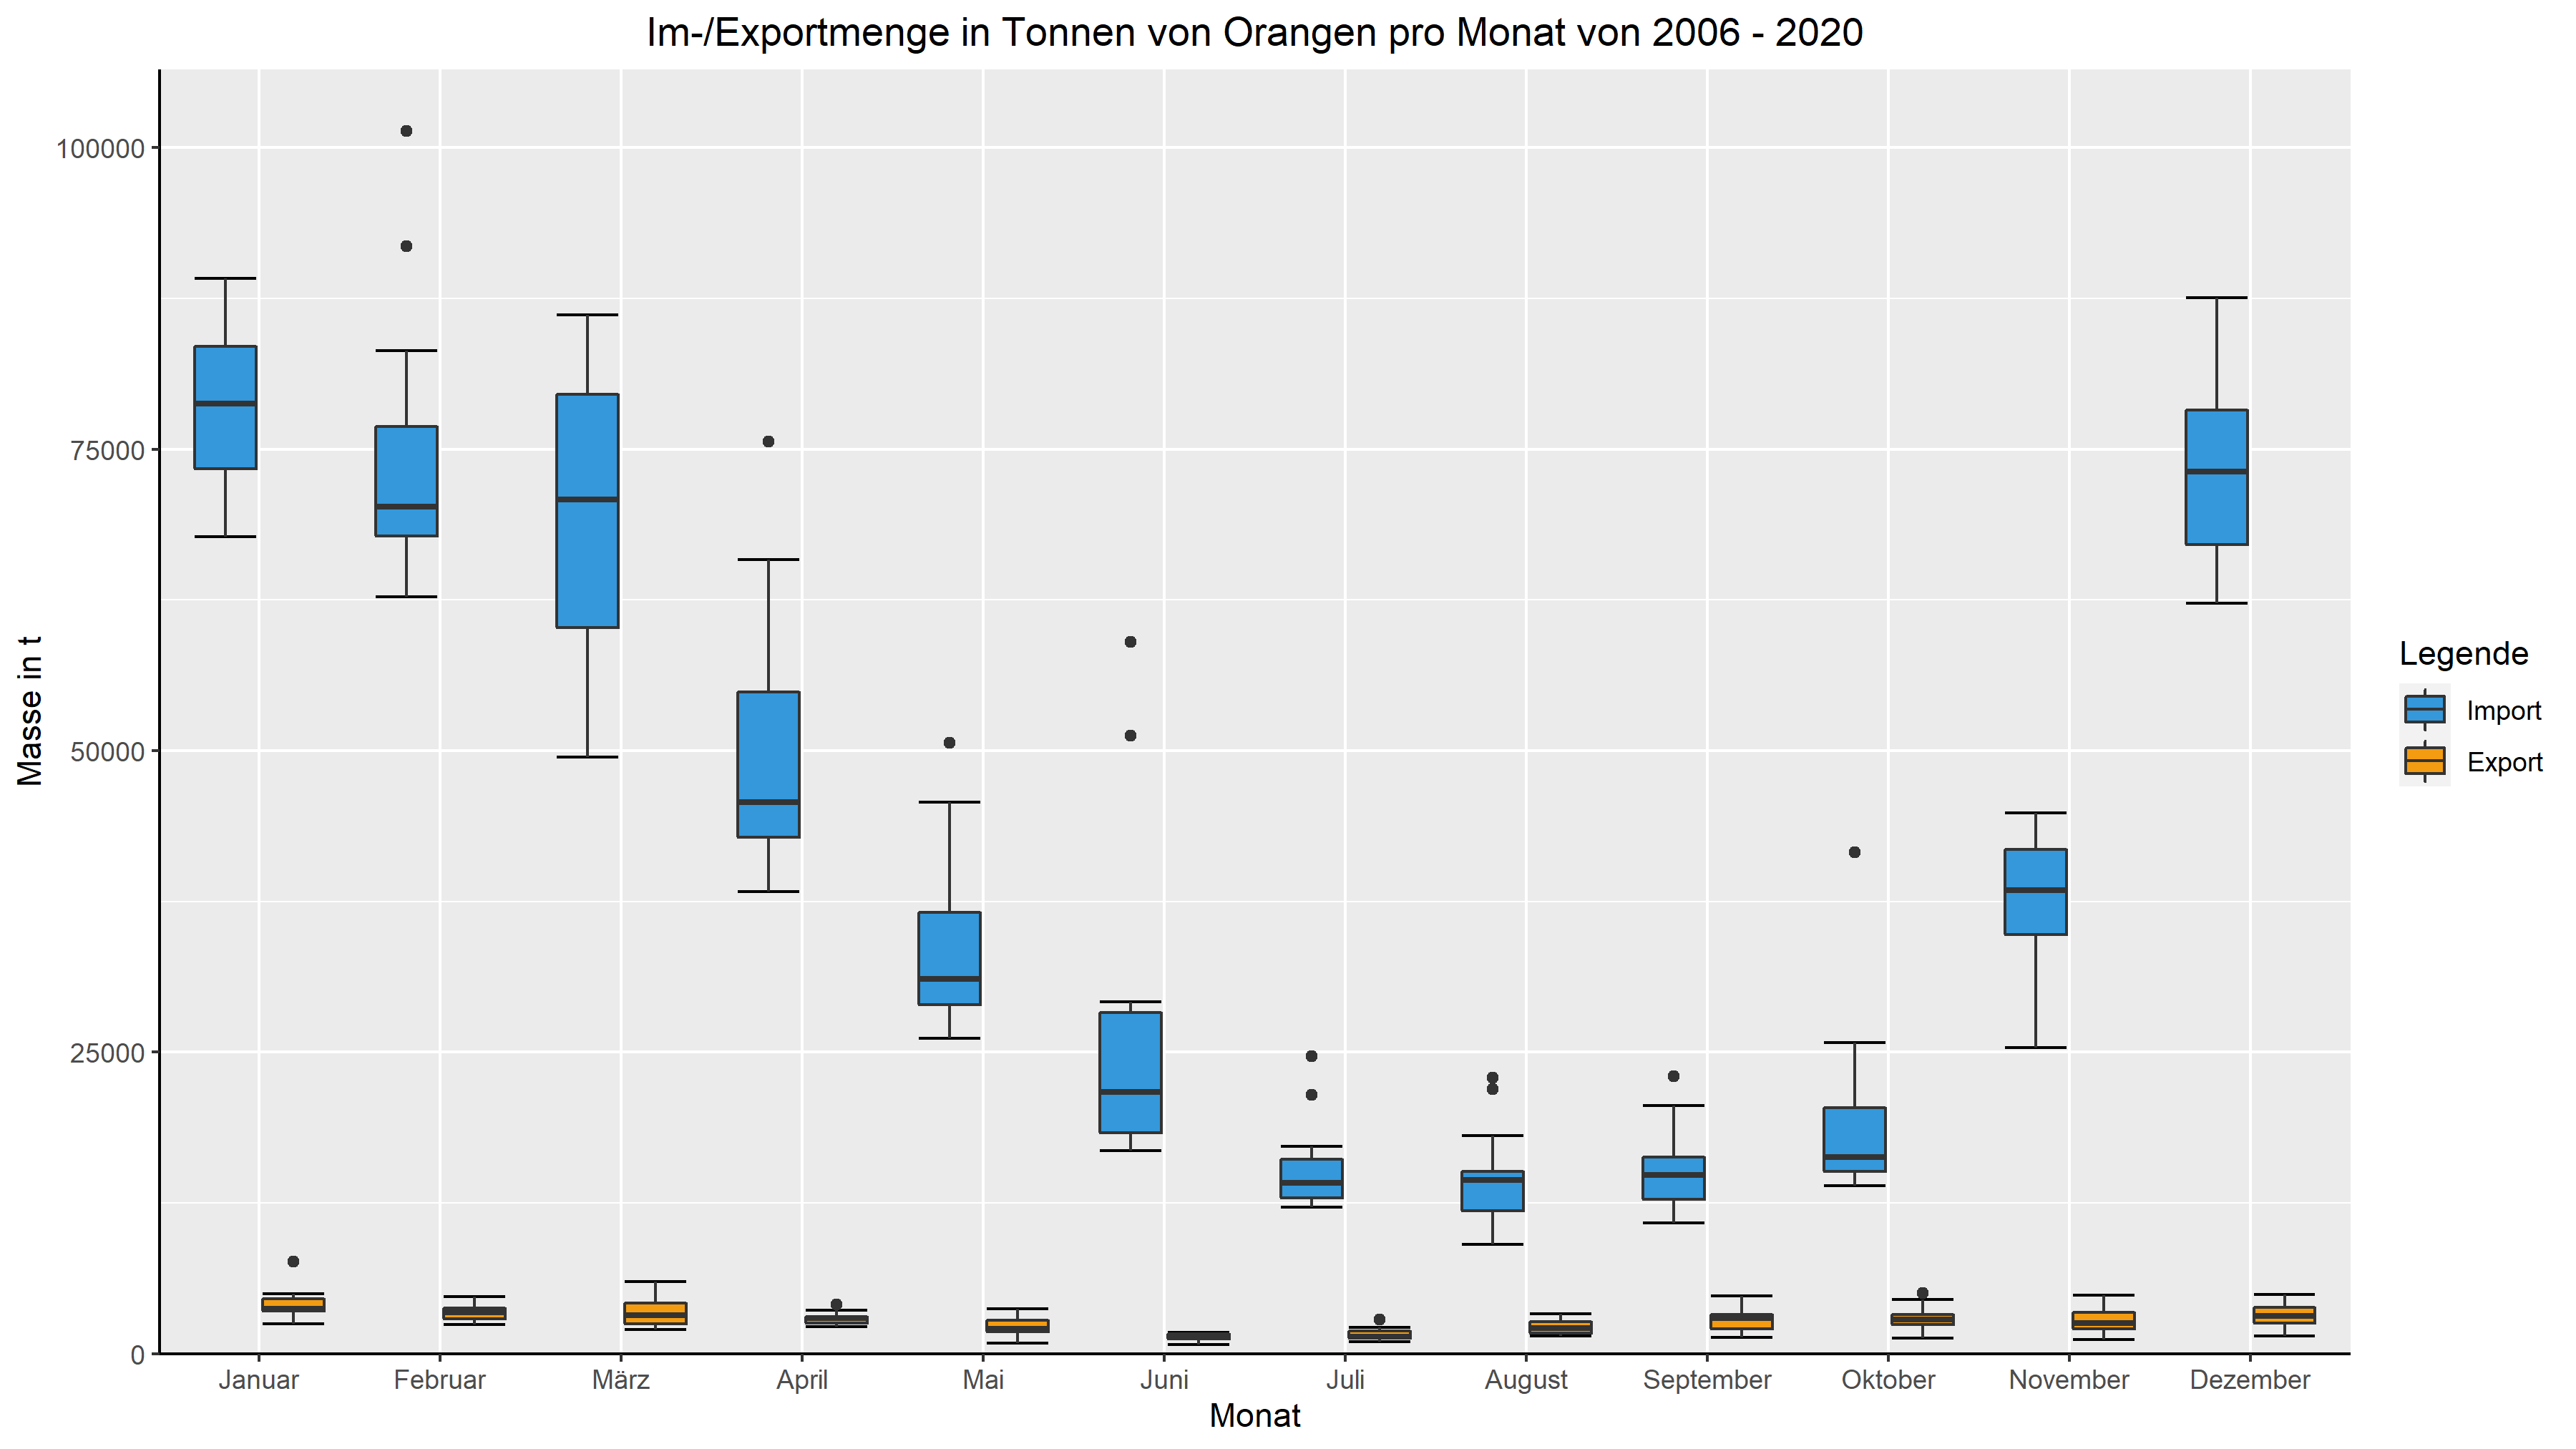 Im-/Exportmenge in Tonnen von Orangen pro Monat von 2006 - 2020
Masse in t
100000
75000
50000
25000
0
Januar Februar März April Mai Juni Juli August September Oktober November Dezember
Monat
Legende
Import
Export